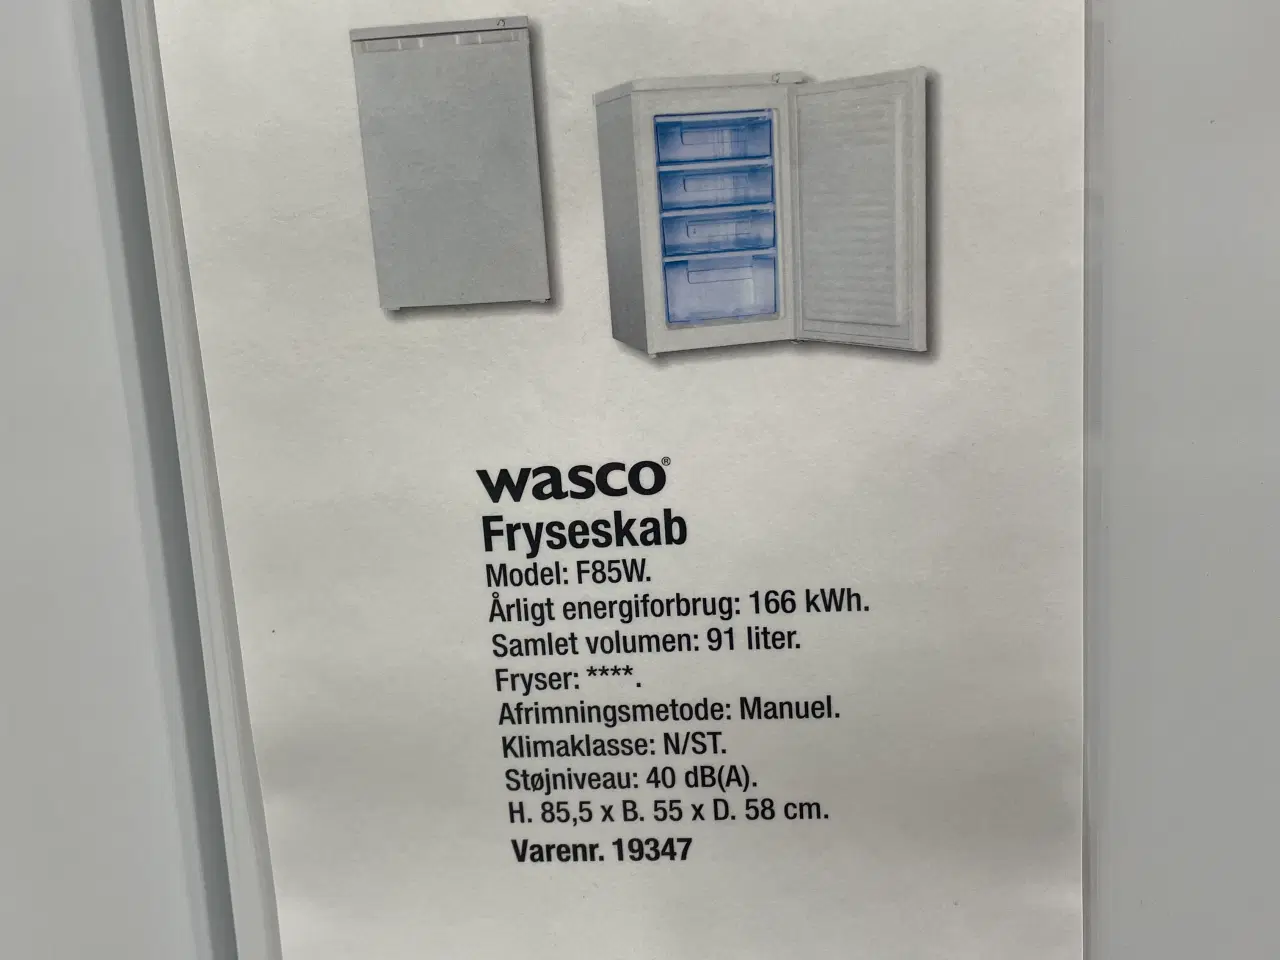 wasco®
Fryseskab
Model: F85W.
Årligt energiforbrug: 166 kWh.
Samlet volumen: 91 liter.
Fryser: ****.
Afrimningsmetode: Manuel.
Klimaklasse: N/ST.
Støjniveau: 40 dB(A).
H. 85,5 x B. 55 x D. 58 cm.
Varenr. 19347